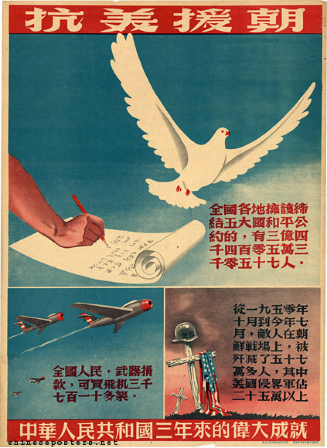 抗美援朝
全國各地擁護締
結五大國和平公
約的，有三億四
千四百零五萬三
千零五十七人．
全國人民，武器捐
款，可買飛机三千
七百一十多架．
從一九五零年
十月到今年七
月，敵人在朝
鮮戰場上，被
殲滅了五十七
萬多人，其中
美國侵畧軍佔
二十五萬以上
中華人民共和國三年來的偉大成就
chineseposters.net